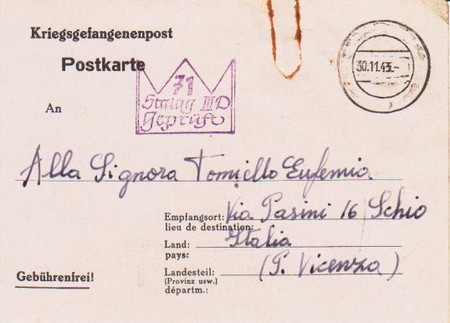 Kriegsgefangenenpost
Postkarte
30.11.43.-
71
Stalag III D
Geprüft
An
Alla Signora Tomiello Eufemia
Empfangsort: Via Pasini 16 Schio
lieu de destination:
Land: Italia
pays:
Gebührenfrei! Landesteil: (P. Vicenza)
(Provinz usw.)
départm.: